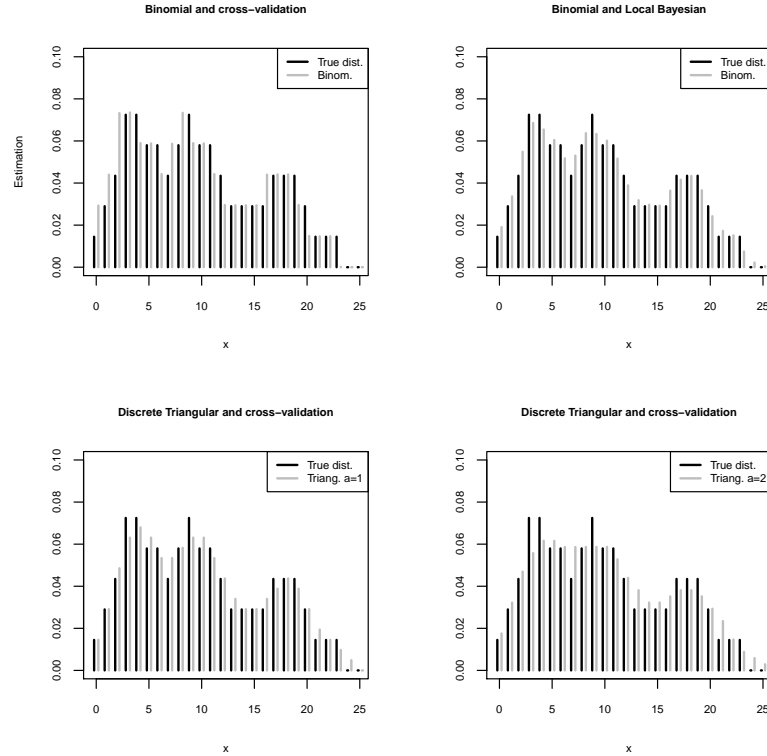 Binomial and cross−validation
True dist.
Binom.
Estimation
0.00 0.02 0.04 0.06 0.08 0.10
0 5 10 15 20 25
x
Binomial and Local Bayesian
True dist.
Binom.
0.00 0.02 0.04 0.06 0.08 0.10
0 5 10 15 20 25
x
Discrete Triangular and cross−validation
True dist.
Triang. a=1
0.00 0.02 0.04 0.06 0.08 0.10
0 5 10 15 20 25
x
Discrete Triangular and cross−validation
True dist.
Triang. a=2
0.00 0.02 0.04 0.06 0.08 0.10
0 5 10 15 20 25
x